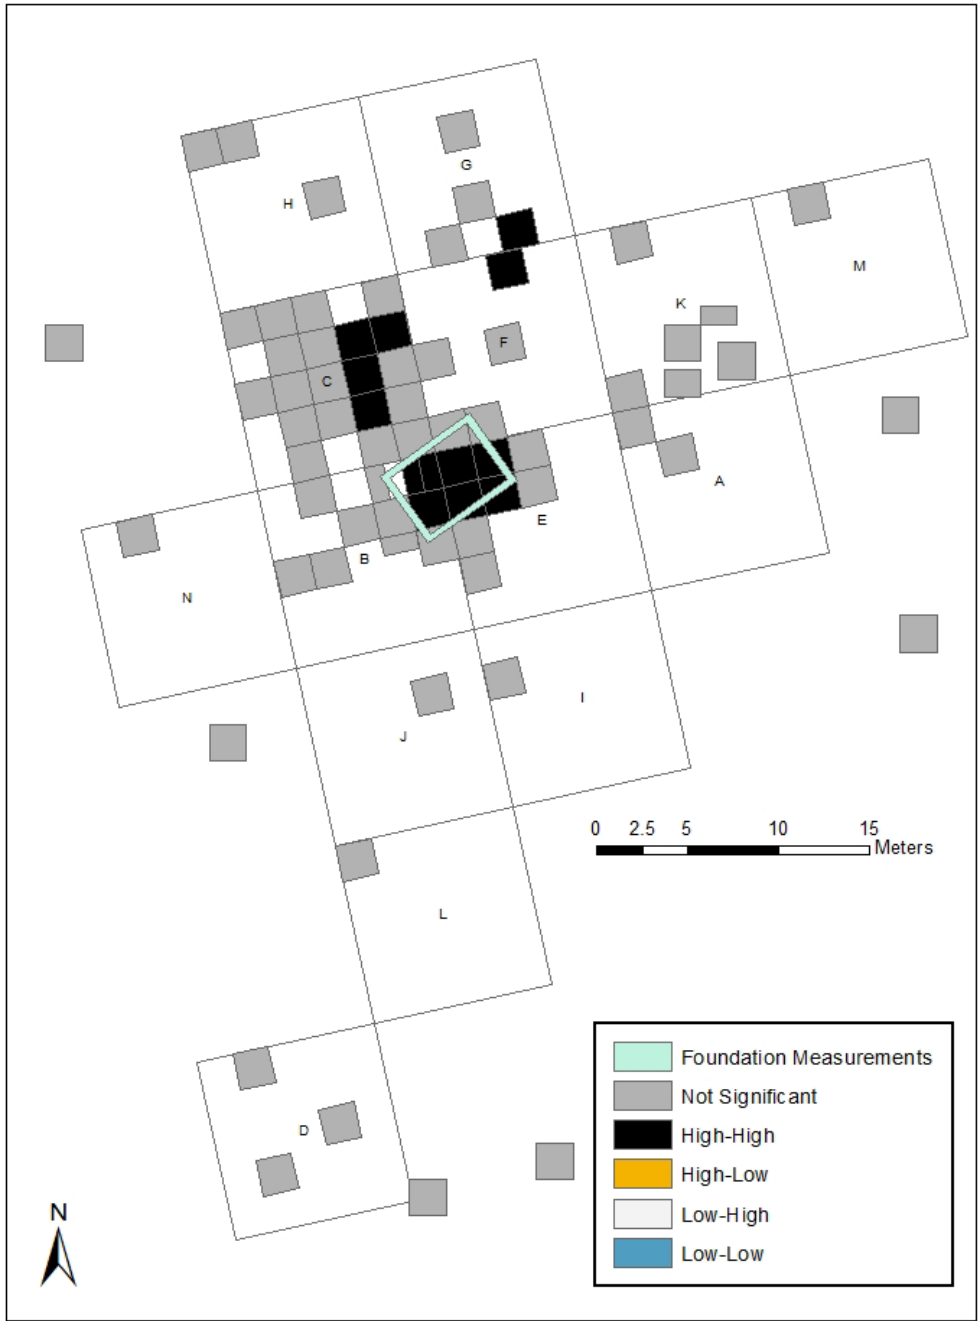 G
H
M
K
F
C
A
E
B
N
I
J
0 2.5 5 10 15
Meters
L
Foundation Measurements
Not Significant
High-High
D
High-Low
Low-High
N
Low-Low